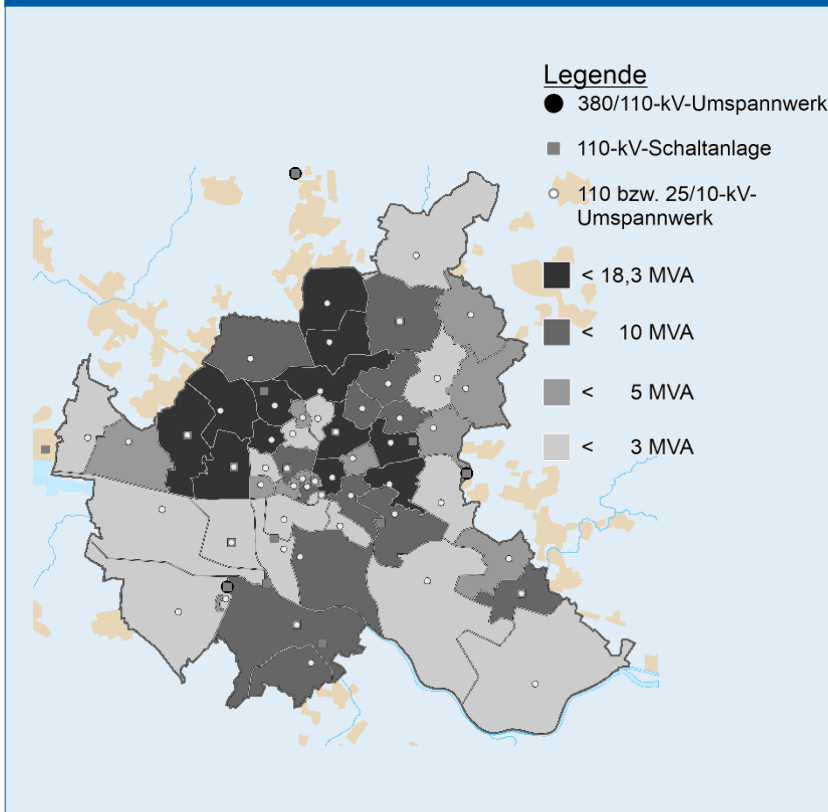 Legende
380/110-kV-Umspannwerk
110-kV-Schaltanlage
110 bzw. 25/10-kV-
Umspannwerk
< 18,3 MVA
< 10 MVA
< 5 MVA
< 3 MVA